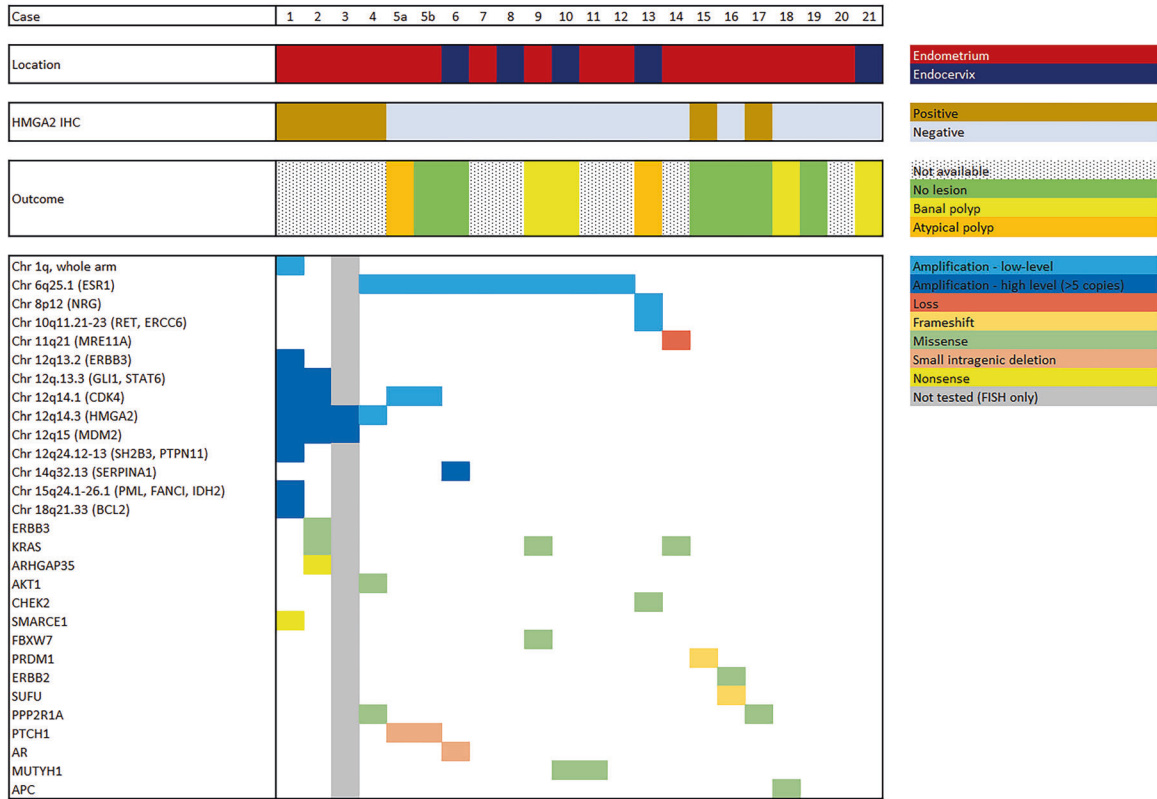 Case 1 2 3 4 5a 5b 6 7 8 9 10 11 12 13 14 15 16 17 18 19 20 21
Location
Endometrium
Endocervix
HMGA2 IHC
Positive
Negative
Outcome
Not available
No lesion
Banal polyp
Atypical polyp
Chr 1q, whole arm
Chr 6q25.1 (ESR1)
Chr 8p12 (NRG)
Chr 10q11.21-23 (RET, ERCC6)
Chr 11q21 (MRE11A)
Chr 12q13.2 (ERBB3)
Chr 12q.13.3 (GLI1, STAT6)
Chr 12q14.1 (CDK4)
Chr 12q14.3 (HMGA2)
Chr 12q15 (MDM2)
Chr 12q24.12-13 (SH2B3, PTPN11)
Chr 14q32.13 (SERPINA1)
Chr 15q24.1-26.1 (PML, FANCI, IDH2)
Chr 18q21.33 (BCL2)
ERBB3
KRAS
ARHGAP35
AKT1
CHEK2
SMARCE1
FBXW7
PRDM1
ERBB2
SUFU
PPP2R1A
PTCH1
AR
MUTYH1
APC
Amplification - low-level
Amplification - high level (>5 copies)
Loss
Frameshift
Missense
Small intragenic deletion
Nonsense
Not tested (FISH only)